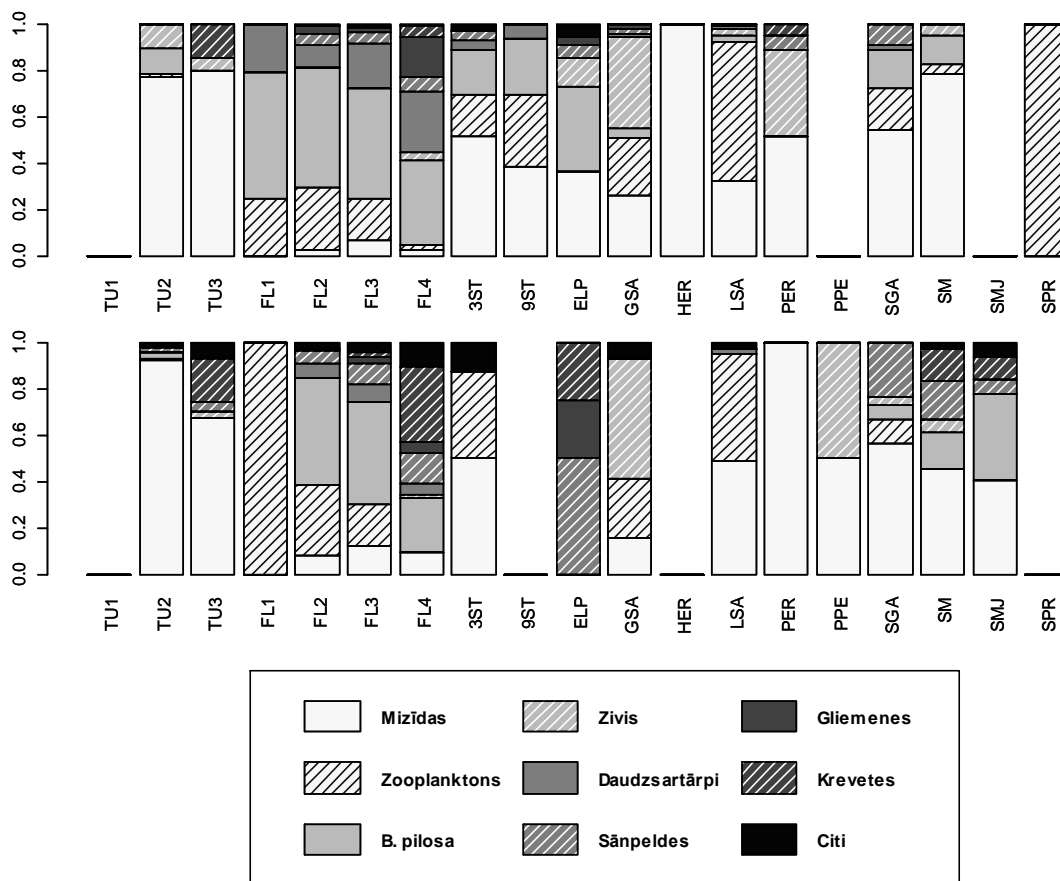 1.0
0.8
0.6
0.4
0.2
0.0
TU1 TU2 TU3 FL1 FL2 FL3 FL4 3ST 9ST ELP GSA HER LSA PER PPE SGA SM SMJ SPR
1.0
0.8
0.6
0.4
0.2
0.0
TU1 TU2 TU3 FL1 FL2 FL3 FL4 3ST 9ST ELP GSA HER LSA PER PPE SGA SM SMJ SPR
Mizīdas Zivis Gliemenes
Zooplanktons Daudzsartārpi Krevetes
B. pilosa Sānpeldes Citi